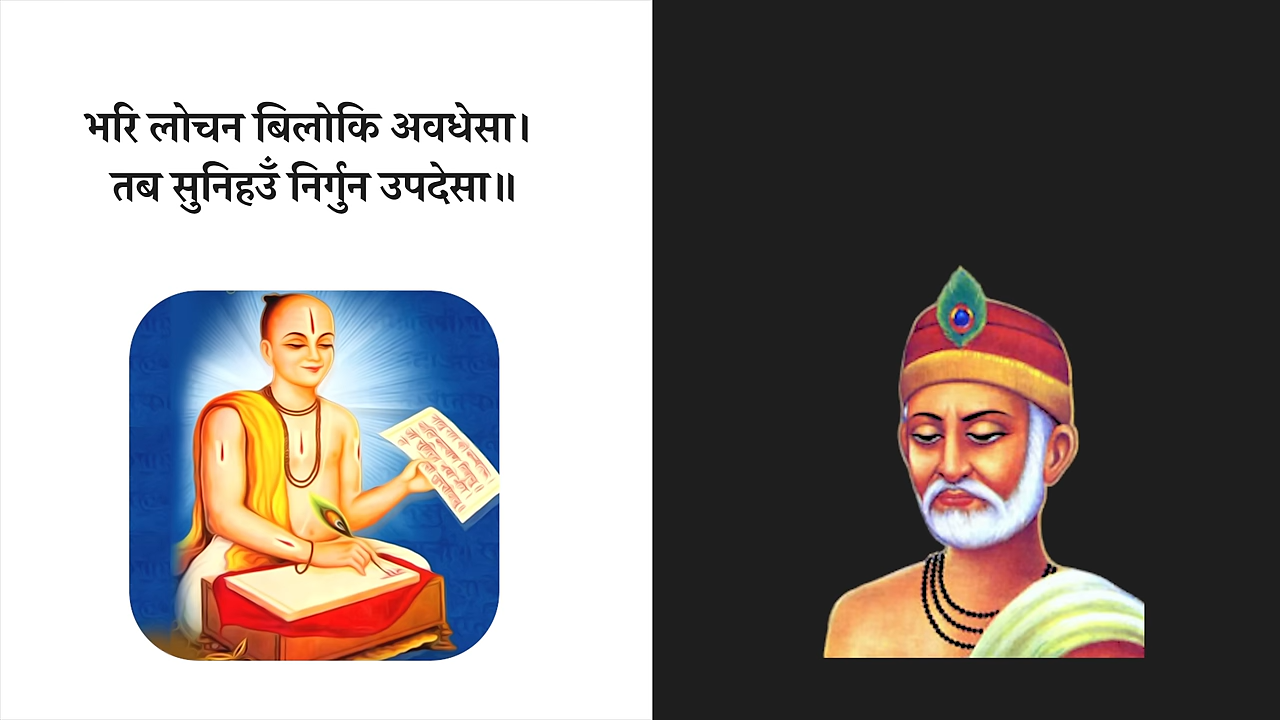 भरि लोचन बिलोकि अवधेसा।
तब सुनिहउँ निर्गुन उपदेसा॥